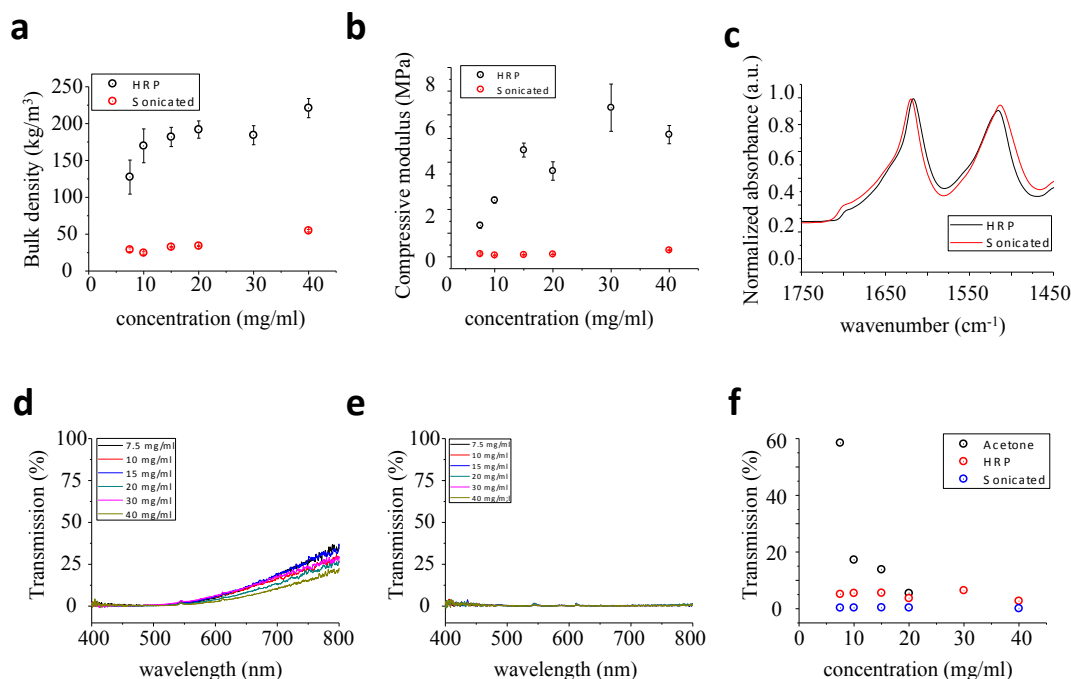 a
Bulk density (kg/m³)
250
200
150
100
50
0
HRP
Sonicated
0 10 20 30 40
concentration (mg/ml)
b
Compressive modulus (MPa)
8
6
4
2
0
HRP
Sonicated
0 10 20 30 40
concentration (mg/ml)
c
Normalized absorbance (a.u.)
1.0
0.8
0.6
0.4
0.2
0.0
HRP
Sonicated
1750 1650 1550 1450
wavenumber (cm⁻¹)
d
Transmission (%)
100
75
50
25
0
7.5 mg/ml
10 mg/ml
15 mg/ml
20 mg/ml
30 mg/ml
40 mg/ml
400 500 600 700 800
wavelength (nm)
e
Transmission (%)
100
75
50
25
0
7.5 mg/ml
10 mg/ml
15 mg/ml
20 mg/ml
30 mg/ml
40 mg/m;l
400 500 600 700 800
wavelength (nm)
f
Transmission (%)
60
40
20
0
Acetone
HRP
Sonicated
0 10 20 30 40
concentration (mg/ml)